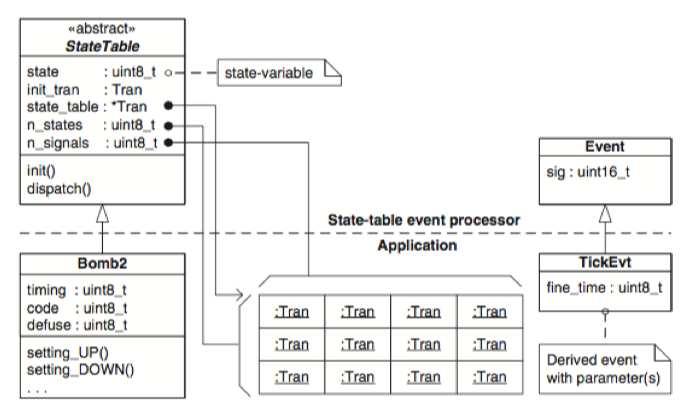 «abstract»
StateTable
state : uint8_t
init_tran : Tran
state_table : *Tran
n_states : uint8_t
n_signals : uint8_t
init()
dispatch()
state-variable
Event
sig : uint16_t
State-table event processor
Application
Bomb2
timing : uint8_t
code : uint8_t
defuse : uint8_t
setting_UP()
setting_DOWN()
. . .
:Tran :Tran :Tran :Tran
:Tran :Tran :Tran :Tran
:Tran :Tran :Tran :Tran
TickEvt
fine_time : uint8_t
Derived event
with parameter(s)